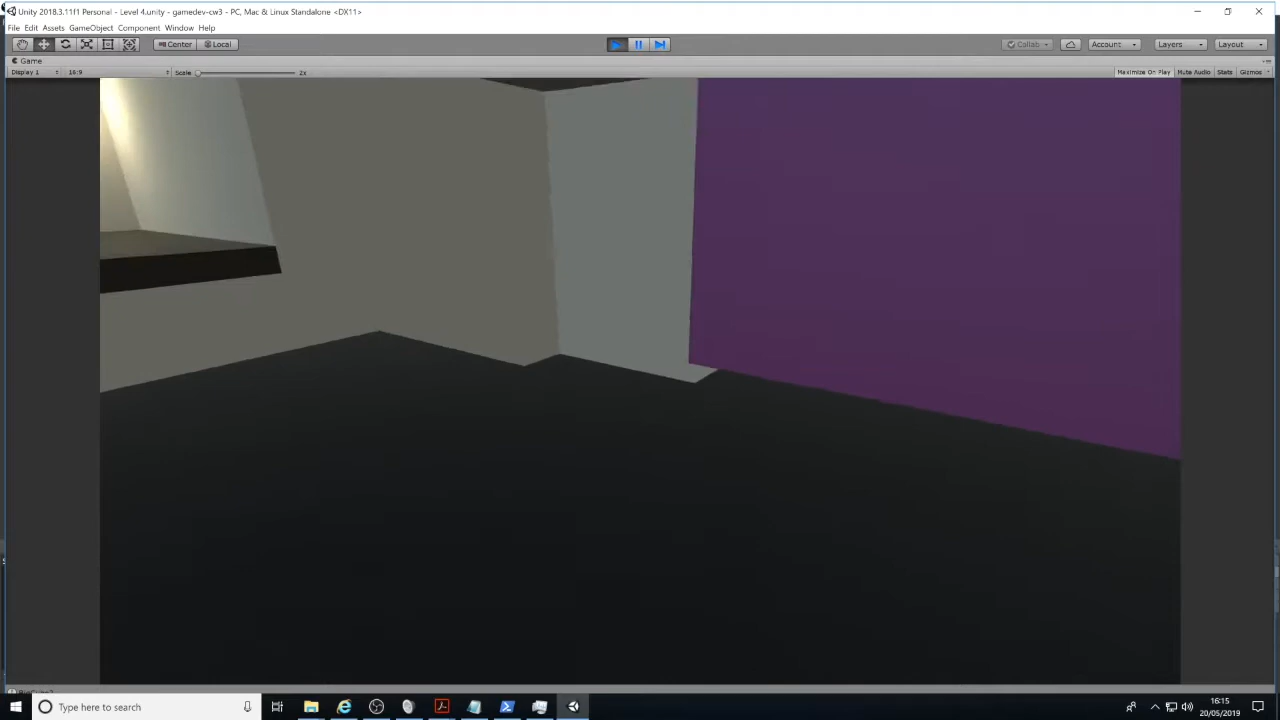 Unity 2018.3.11f1 Personal - Level 4.unity - gamedev-cw3 - PC, Mac & Linux Standalone <DX11>
File Edit Assets GameObject Component Window Help
Center Local Collab Account Layers Layout
Game
Display 1 16:9 Scale 2x Maximize On Play Mute Audio Stats Gizmos
Type here to search
16:15
20/05/2019